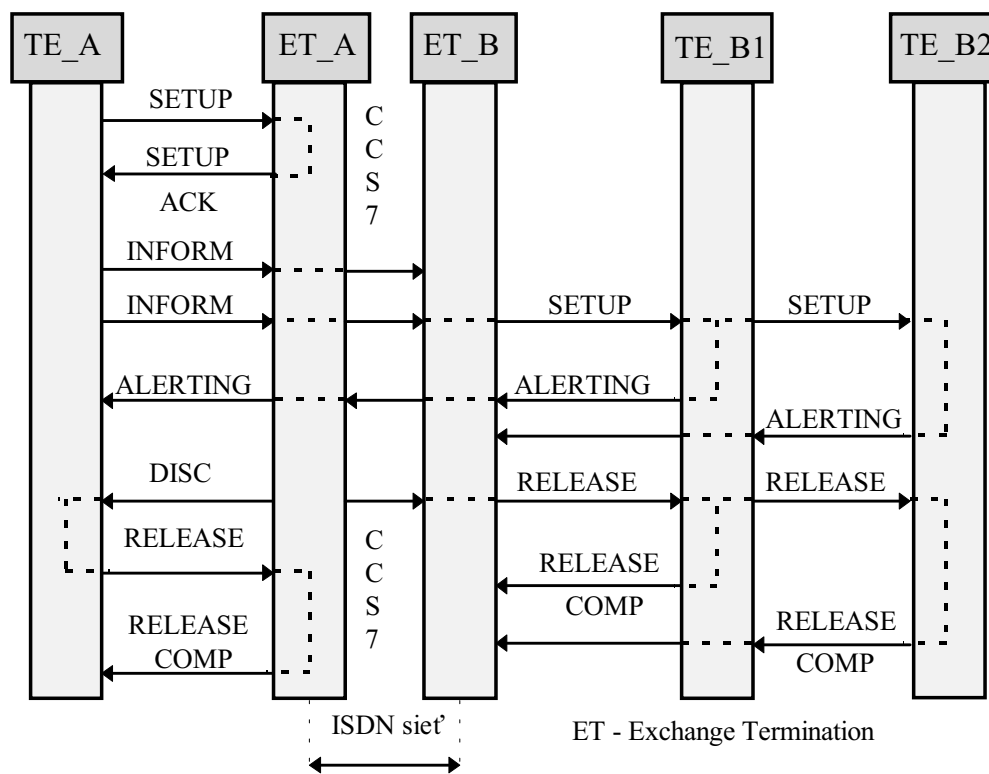 TE_A
ET_A
ET_B
TE_B1
TE_B2
SETUP
C
C
S
7
SETUP
ACK
INFORM
INFORM
SETUP
SETUP
ALERTING
ALERTING
ALERTING
DISC
RELEASE
RELEASE
RELEASE
C
C
S
7
RELEASE
COMP
RELEASE
COMP
RELEASE
COMP
ISDN sieť
ET - Exchange Termination